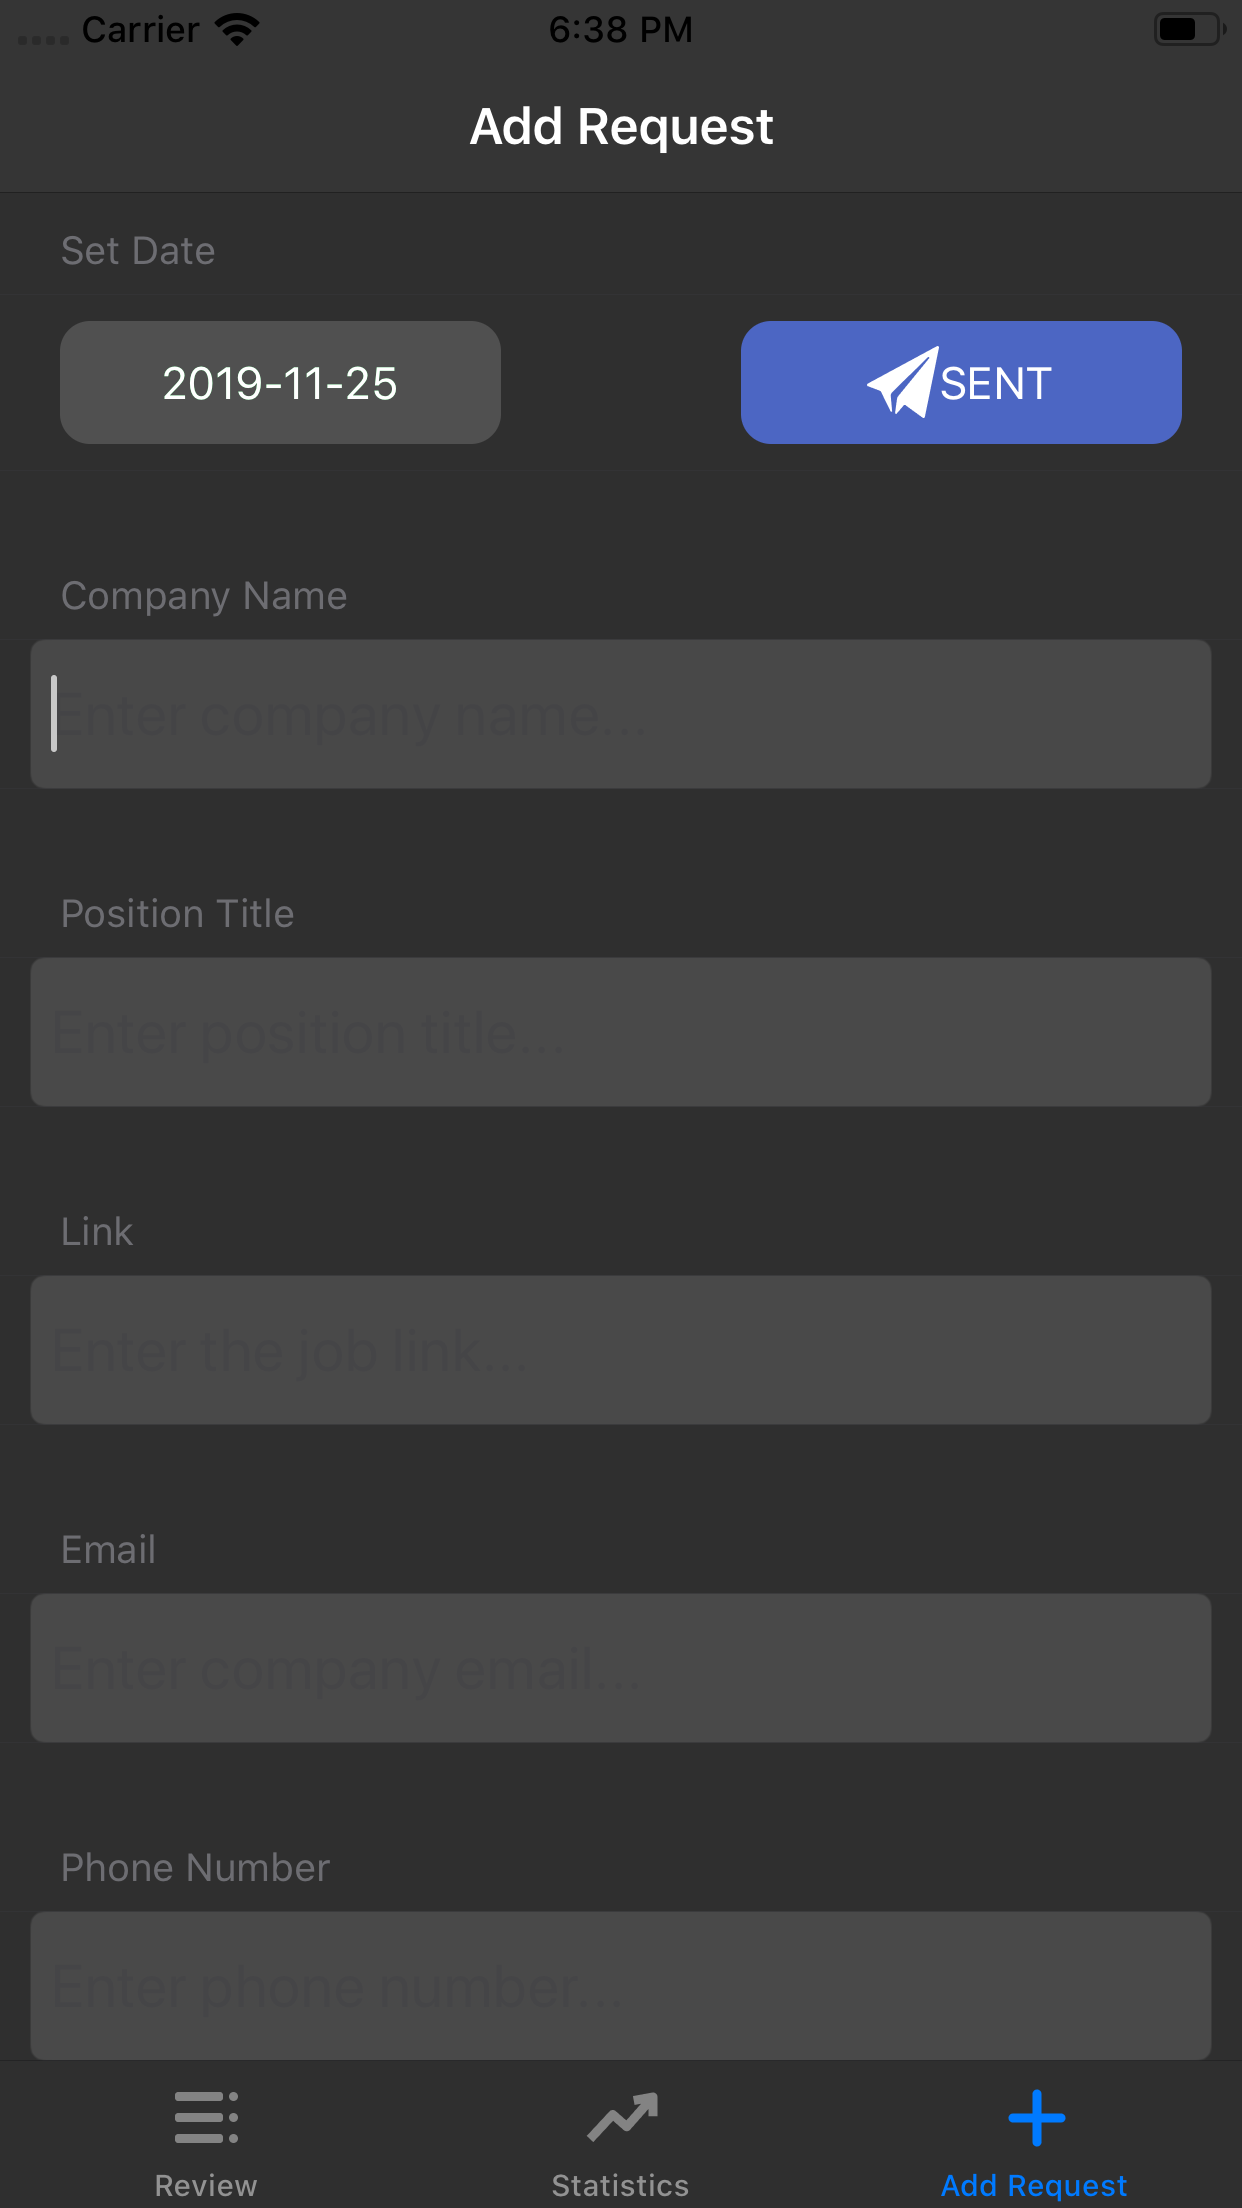 Carrier 6:38 PM
Add Request
Set Date
2019-11-25 SENT
Company Name
Enter company name...
Position Title
Enter position title...
Link
Enter the job link...
Email
Enter company email...
Phone Number
Enter phone number...
Review Statistics Add Request